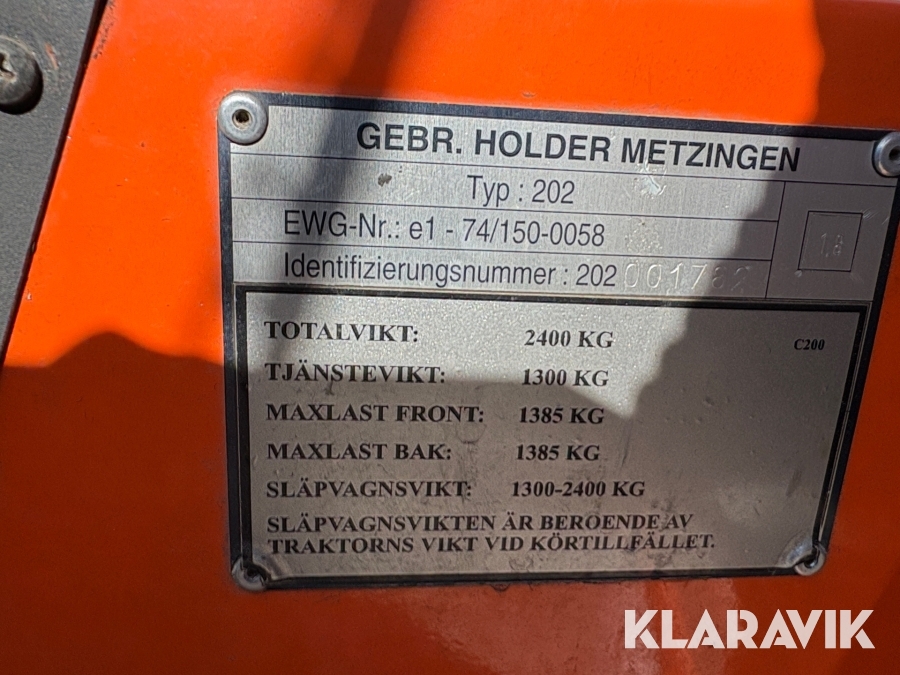 GEBR. HOLDER METZINGEN
Typ : 202
EWG-Nr.: e1 - 74/150-0058
18
Identifizierungsnummer : 202 001782
TOTALVIKT: 2400 KG C200
TJÄNSTEVIKT: 1300 KG
MAXLAST FRONT: 1385 KG
MAXLAST BAK: 1385 KG
SLÄPVAGNSVIKT: 1300-2400 KG
SLÄPVAGNSVIKTEN ÄR BEROENDE AV
TRAKTORNS VIKT VID KÖRTILLFÄLLET.
KLARAVIK